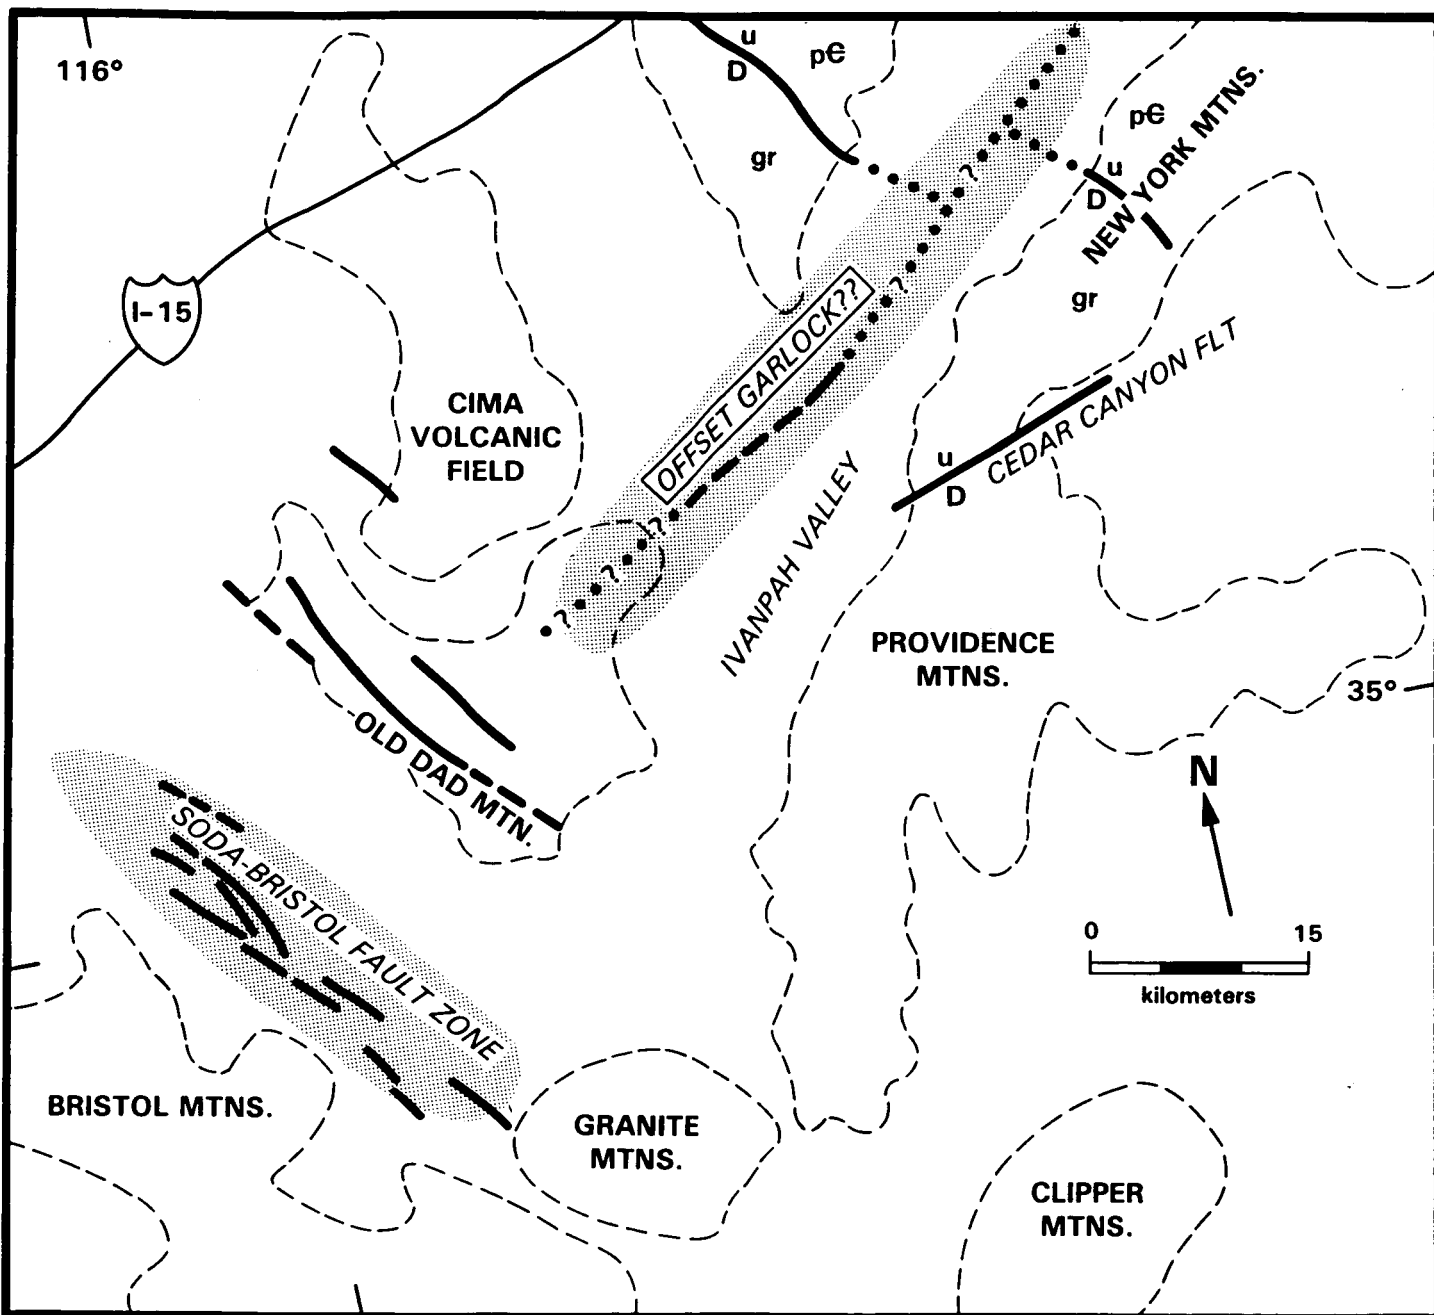 116°
u
D
p€
gr
p€
u
D
NEW YORK MTNS.
gr
I-15
OFFSET GARLOCK??
?
?
?
?
?
CIMA
VOLCANIC
FIELD
CEDAR CANYON FLT
u
D
IVANPAH VALLEY
PROVIDENCE
MTNS.
35°
OLD DAD MTN.
N
SODA-BRISTOL FAULT ZONE
0 15
kilometers
BRISTOL MTNS.
GRANITE
MTNS.
CLIPPER
MTNS.